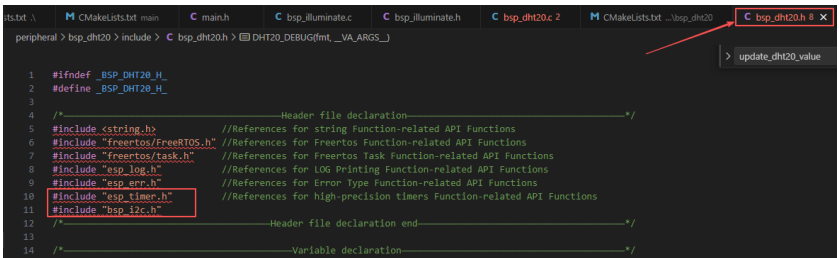 sts.txt .\ M CMakeLists.txt main C main.h C bsp_illuminate.c C bsp_illuminate.h C bsp_dht20.c 2 M CMakeLists.txt ...\bsp_dht20 C bsp_dht20.h 8 ×
peripheral > bsp_dht20 > include > C bsp_dht20.h > DHT20_DEBUG(fmt, __VA_ARGS__)
> update_dht20_value
1 #ifndef _BSP_DHT20_H_
2 #define _BSP_DHT20_H_
3
4 /*————————————————Header file declaration————————————————*/
5 #include <string.h> //References for string Function-related API Functions
6 #include "freertos/FreeRTOS.h" //References for Freertos Function-related API Functions
7 #include "freertos/task.h" //References for Freertos Task Function-related API Functions
8 #include "esp_log.h" //References for LOG Printing Function-related API Functions
9 #include "esp_err.h" //References for Error Type Function-related API Functions
10 #include "esp_timer.h" //References for high-precision timers Function-related API Functions
11 #include "bsp_i2c.h"
12 /*————————————————Header file declaration end————————————————*/
13
14 /*————————————————Variable declaration————————————————*/